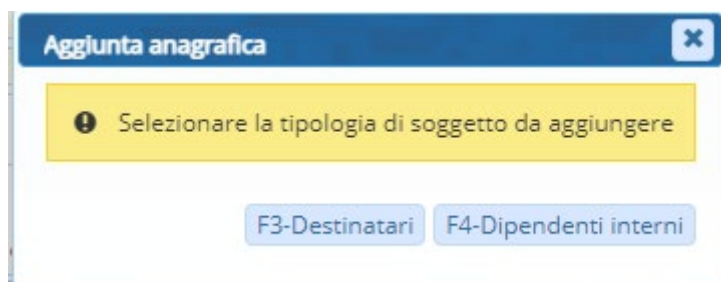 Aggiunta anagrafica
Selezionare la tipologia di soggetto da aggiungere
F3-Destinatari F4-Dipendenti interni